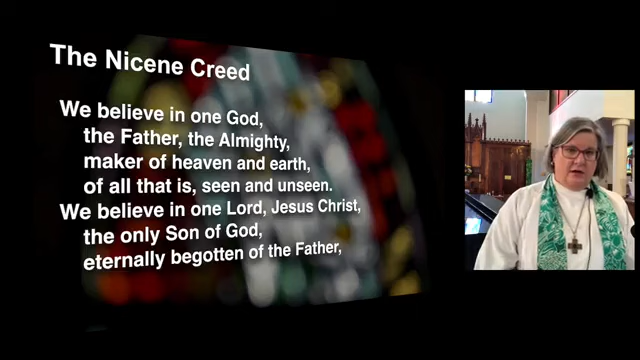 The Nicene Creed
We believe in one God,
the Father, the Almighty,
maker of heaven and earth,
of all that is, seen and unseen.
We believe in one Lord, Jesus Christ,
the only Son of God,
eternally begotten of the Father,